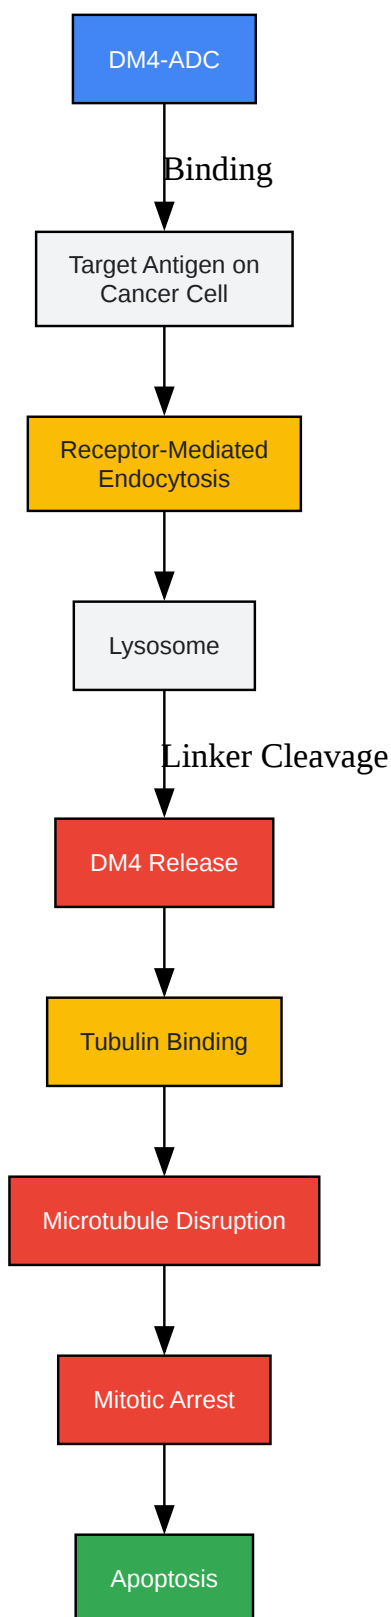 DM4-ADC
Binding
Target Antigen on
Cancer Cell
Receptor-Mediated
Endocytosis
Lysosome
Linker Cleavage
DM4 Release
Tubulin Binding
Microtubule Disruption
Mitotic Arrest
Apoptosis